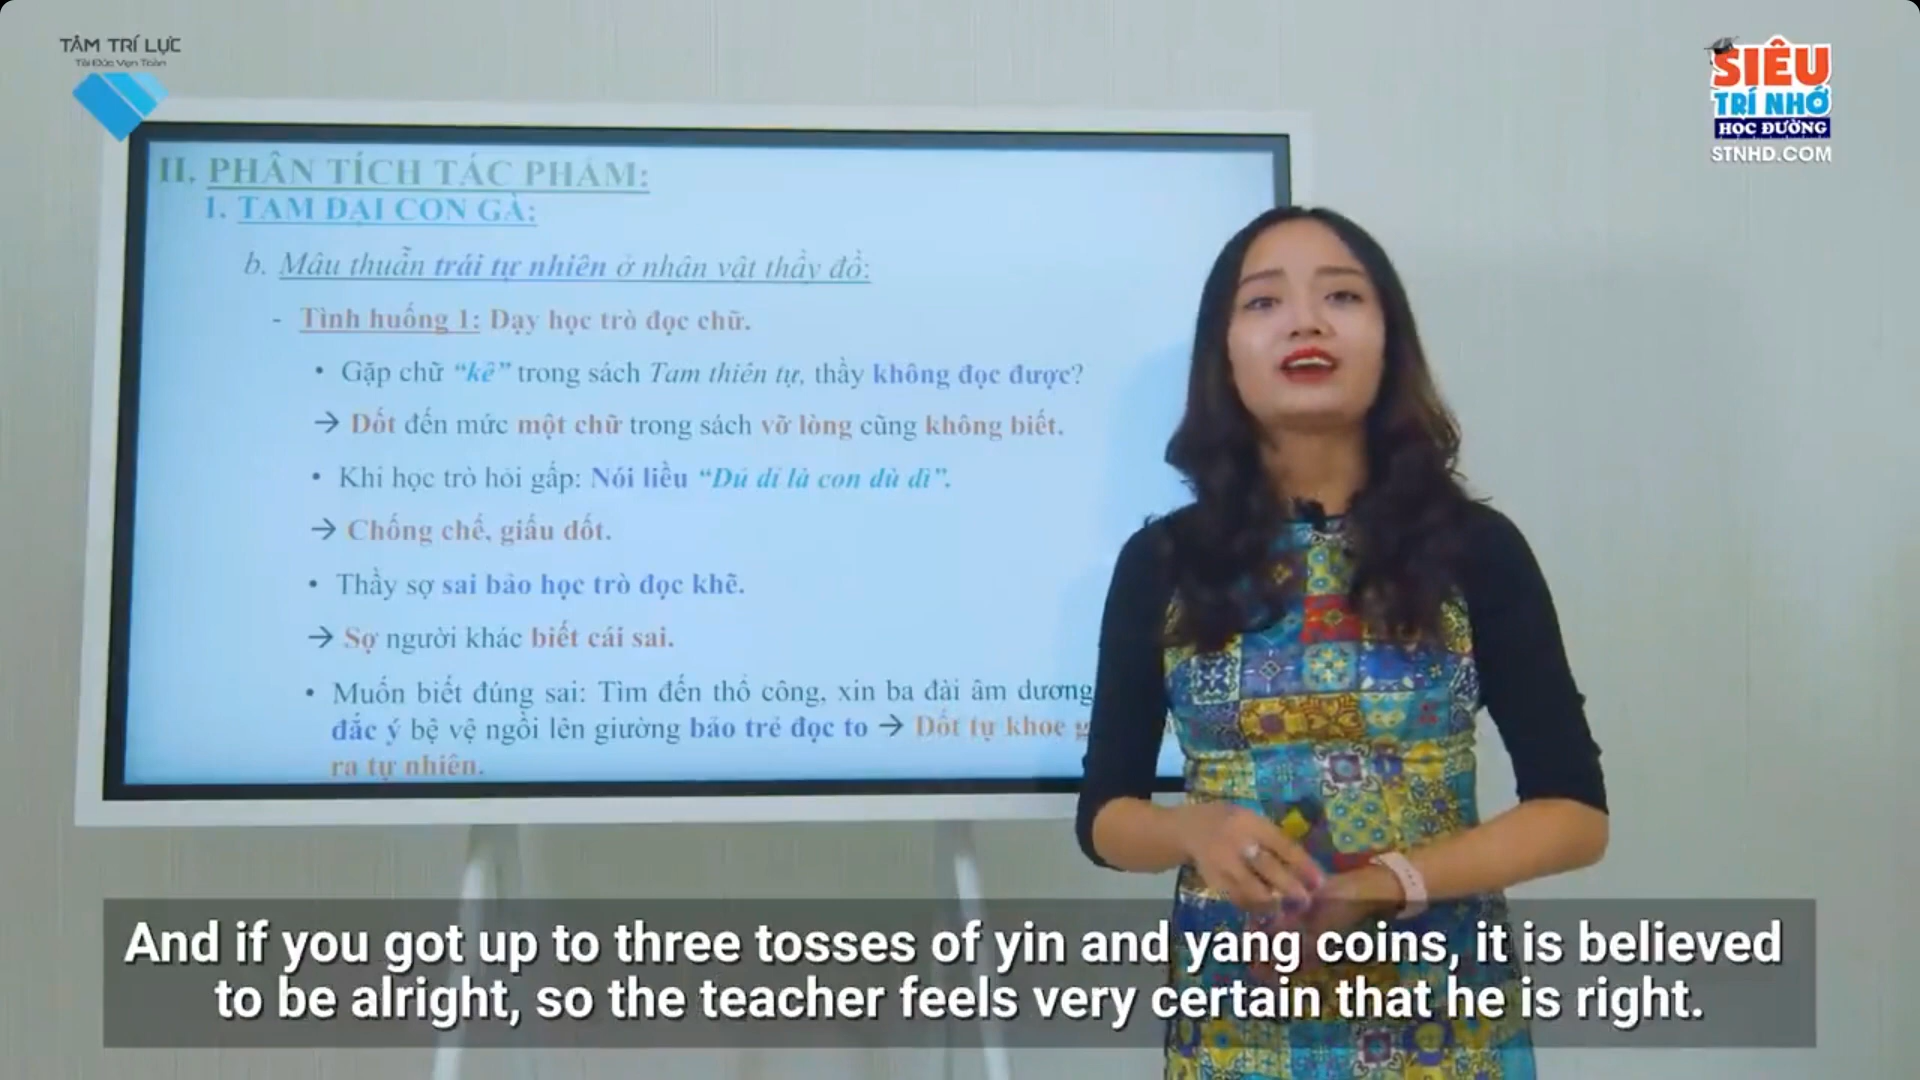 TÂM TRÍ LỰC
Tài Đức Vẹn Toàn
SIÊU
TRÍ NHỚ
HỌC ĐƯỜNG
STNHD.COM
II. PHÂN TÍCH TÁC PHẨM:
1. TAM ĐẠI CON GÀ:
b. Mâu thuẫn trái tự nhiên ở nhân vật thầy đồ:
- Tình huống 1: Dạy học trò đọc chữ.
• Gặp chữ “kê” trong sách Tam thiên tự, thầy không đọc được?
→ Dốt đến mức một chữ trong sách vỡ lòng cũng không biết.
• Khi học trò hỏi gấp: Nói liều “Dủ dỉ là con dù dì”.
→ Chống chế, giấu dốt.
• Thầy sợ sai bảo học trò đọc khẽ.
→ Sợ người khác biết cái sai.
• Muốn biết đúng sai: Tìm đến thổ công, xin ba đài âm dương
đắc ý bệ vệ ngồi lên giường bảo trẻ đọc to → Dốt tự khoe
ra tự nhiên.
And if you got up to three tosses of yin and yang coins, it is believed
to be alright, so the teacher feels very certain that he is right.